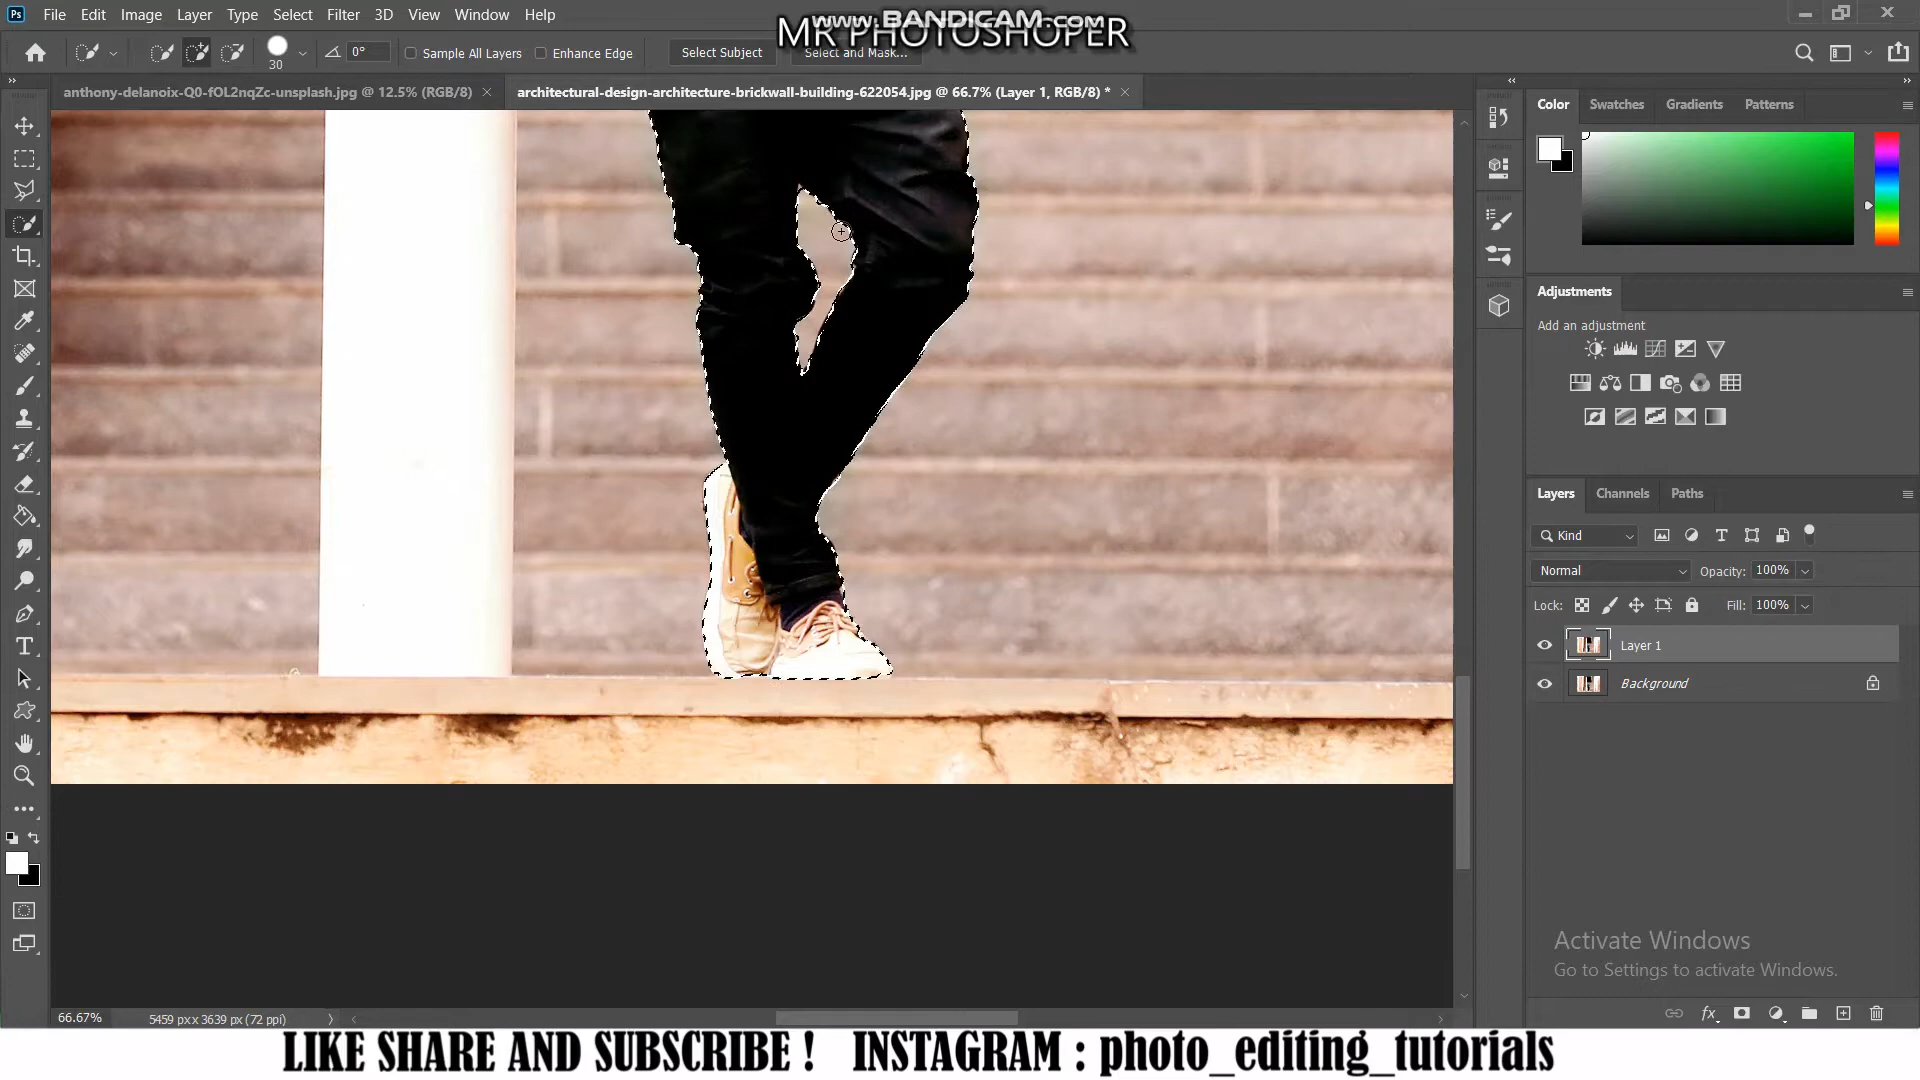 File Edit Image Layer Type Select Filter 3D View Window Help
www.BANDICAM.com
MK PHOTOSHOPER
30
0°
Sample All Layers
Enhance Edge
Select Subject
Select and Mask...
anthony-delanoix-Q0-fOL2nqZc-unsplash.jpg @ 12.5% (RGB/8)
architectural-design-architecture-brickwall-building-622054.jpg @ 66.7% (Layer 1, RGB/8) *
Color Swatches Gradients Patterns
Adjustments
Add an adjustment
Layers Channels Paths
Kind
Normal Opacity: 100%
Lock: Fill: 100%
Layer 1
Background
Activate Windows
Go to Settings to activate Windows.
66.67% 5459 px x 3639 px (72 ppi)
LIKE SHARE AND SUBSCRIBE ! INSTAGRAM : photo_editing_tutorials